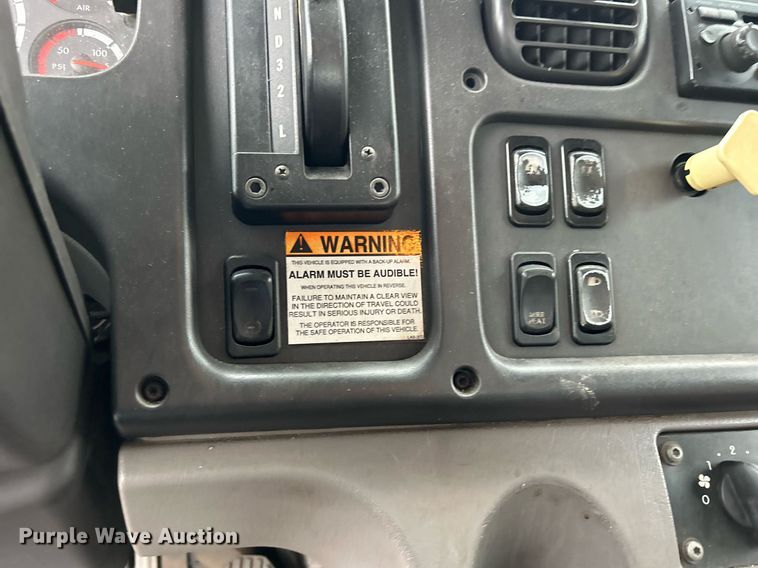 AIR
50
100
PSI
N
D
3
2
L
WARNING
THIS VEHICLE IS EQUIPPED WITH A BACK-UP ALARM.
ALARM MUST BE AUDIBLE!
WHEN OPERATING THIS VEHICLE IN REVERSE.
FAILURE TO MAINTAIN A CLEAR VIEW
IN THE DIRECTION OF TRAVEL COULD
RESULT IN SERIOUS INJURY OR DEATH.
THE OPERATOR IS RESPONSIBLE FOR
THE SAFE OPERATION OF THIS VEHICLE
HEAT
0
1
2
Purple Wave Auction